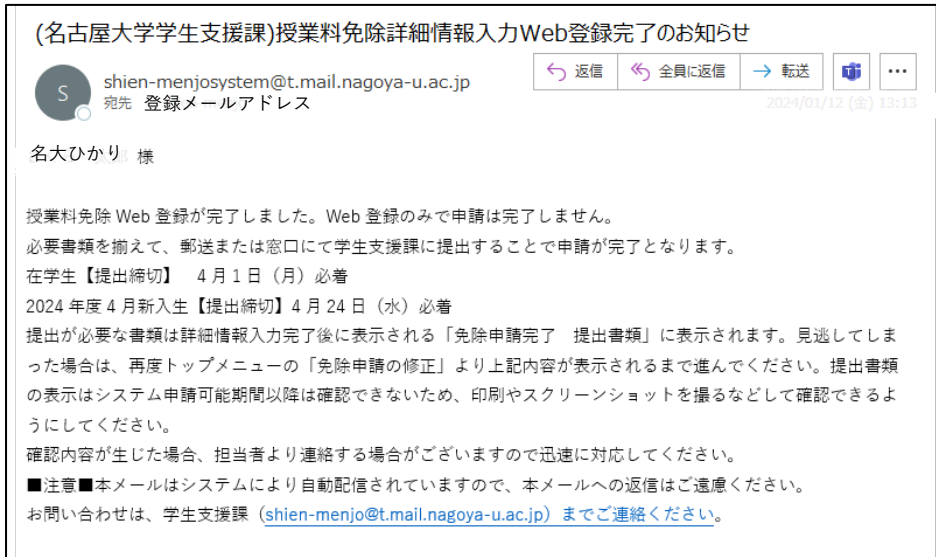 (名古屋大学学生支援課)授業料免除詳細情報入力Web登録完了のお知らせ
返信 全員に返信 転送
S
shien-menjosystem@t.mail.nagoya-u.ac.jp
宛先 登録メールアドレス
2024/01/12 (金) 13:13
名大ひかり 様
授業料免除 Web 登録が完了しました。Web 登録のみで申請は完了しません。
必要書類を揃えて、郵送または窓口にて学生支援課に提出することで申請が完了となります。
在学生【提出締切】 4月1日（月）必着
2024 年度4月新入生【提出締切】4月24日（水）必着
提出が必要な書類は詳細情報入力完了後に表示される「免除申請完了 提出書類」に表示されます。見逃してしま
った場合は、再度トップメニューの「免除申請の修正」より上記内容が表示されるまで進んでください。提出書類
の表示はシステム申請可能期間以降は確認できないため、印刷やスクリーンショットを撮るなどして確認できるよ
うにしてください。
確認内容が生じた場合、担当者より連絡する場合がございますので迅速に対応してください。
■注意■本メールはシステムにより自動配信されていますので、本メールへの返信はご遠慮ください。
お問い合わせは、学生支援課（shien-menjo@t.mail.nagoya-u.ac.jp）までご連絡ください。